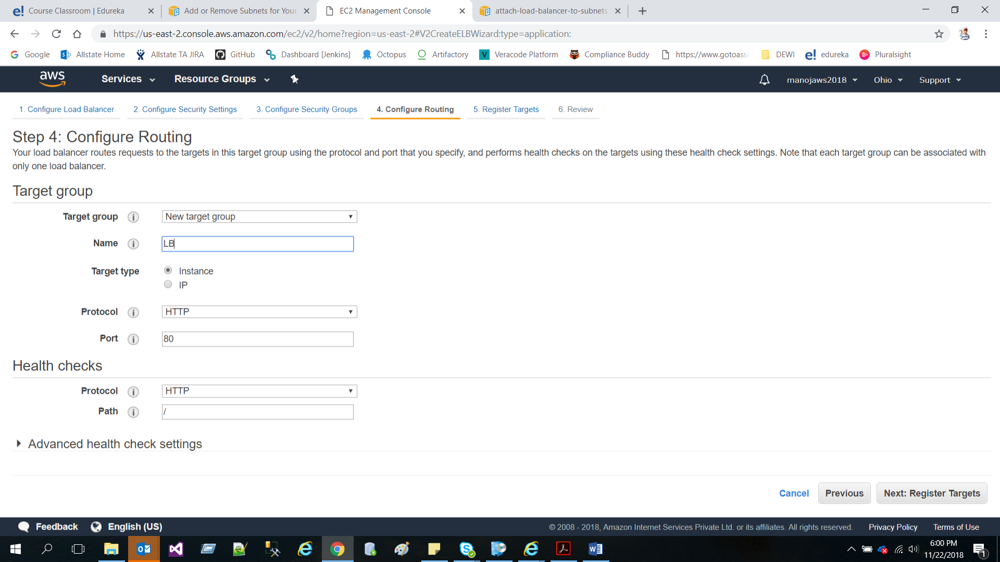 Course Classroom | Edureka
Add or Remove Subnets for Your
EC2 Management Console
attach-load-balancer-to-subnets
https://us-east-2.console.aws.amazon.com/ec2/v2/home?region=us-east-2#V2CreateELBWizard:type=application:
Google Allstate Home Allstate TA JIRA GitHub Dashboard [Jenkins] Octopus Artifactory Veracode Platform Compliance Buddy https://www.gotoassi DEWI edureka Pluralsight
aws Services Resource Groups manojaws2018 Ohio Support
1. Configure Load Balancer 2. Configure Security Settings 3. Configure Security Groups 4. Configure Routing 5. Register Targets 6. Review
Step 4: Configure Routing
Your load balancer routes requests to the targets in this target group using the protocol and port that you specify, and performs health checks on the targets using these health check settings. Note that each target group can be associated with
only one load balancer.
Target group
Target group New target group
Name LB
Target type Instance
IP
Protocol HTTP
Port 80
Health checks
Protocol HTTP
Path /
Advanced health check settings
Cancel Previous Next: Register Targets
Feedback English (US) © 2008 - 2018, Amazon Internet Services Private Ltd. or its affiliates. All rights reserved. Privacy Policy Terms of Use
6:00 PM
11/22/2018
1